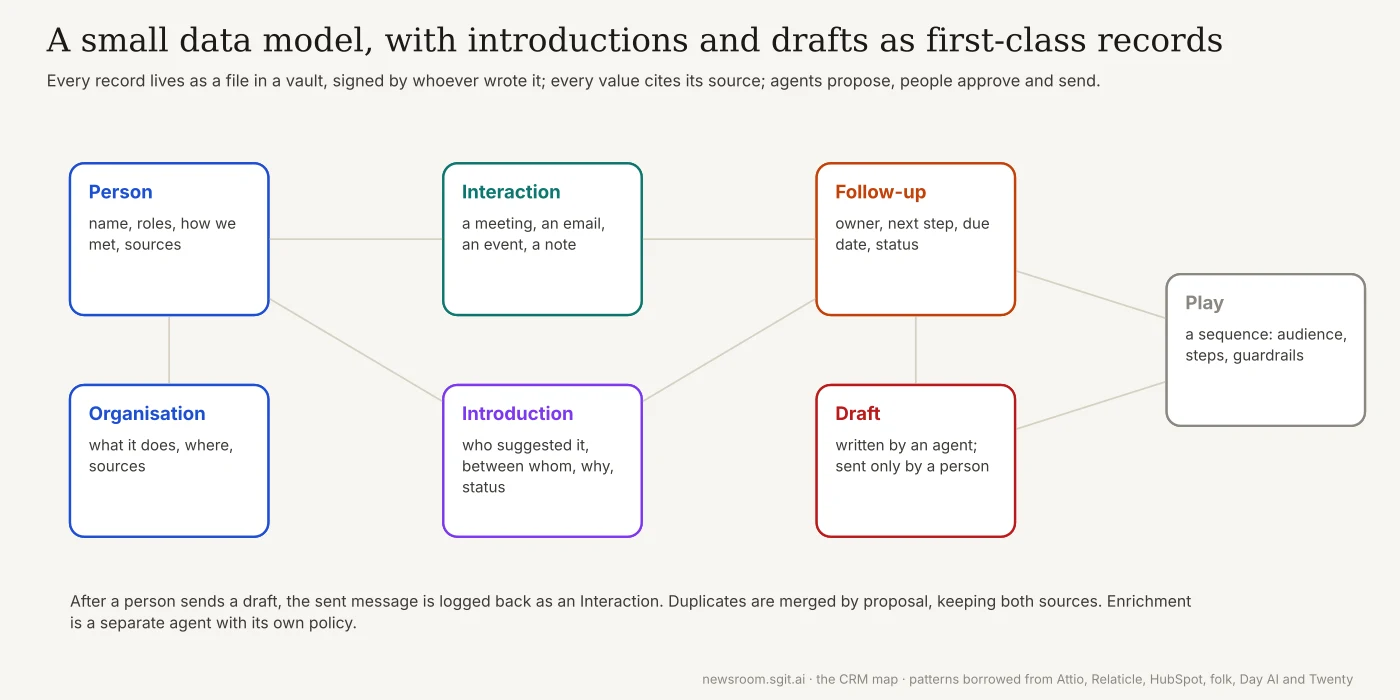 A small data model, with introductions and drafts as first-class records
Every record lives as a file in a vault, signed by whoever wrote it; every value cites its source; agents propose, people approve and send.
Person
name, roles, how we
met, sources
Interaction
a meeting, an email,
an event, a note
Follow-up
owner, next step, due
date, status
Play
a sequence: audience,
steps, guardrails
Organisation
what it does, where,
sources
Introduction
who suggested it,
between whom, why,
status
Draft
written by an agent;
sent only by a person
After a person sends a draft, the sent message is logged back as an Interaction. Duplicates are merged by proposal, keeping both sources. Enrichment
is a separate agent with its own policy.
newsroom.sgit.ai · the CRM map · patterns borrowed from Attio, Relaticle, HubSpot, folk, Day AI and Twenty